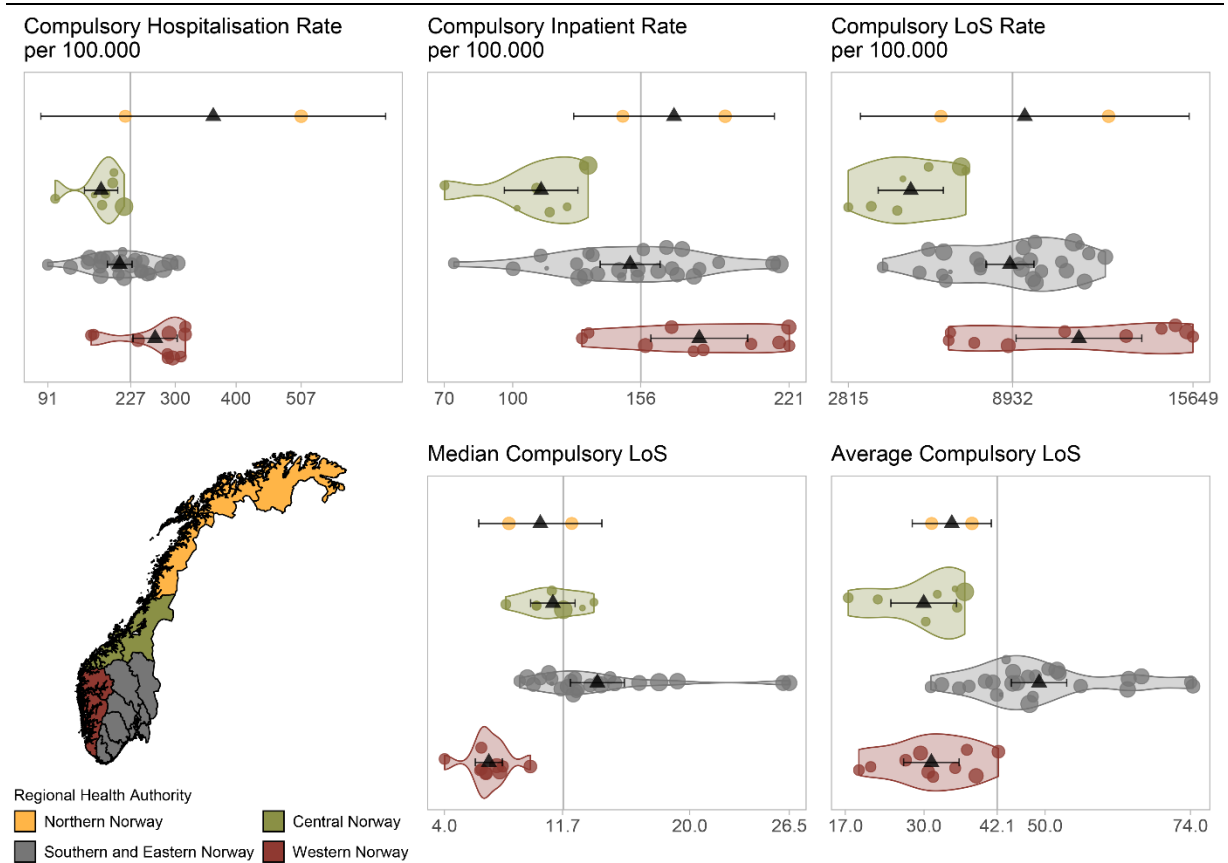 Compulsory Hospitalisation Rate
per 100.000
Compulsory Inpatient Rate
per 100.000
Compulsory LoS Rate
per 100.000
91 227 300 400 507
70 100 156 221
2815 8932 15649
Median Compulsory LoS
Average Compulsory LoS
4.0 11.7 20.0 26.5
17.0 30.0 42.1 50.0 74.0
Regional Health Authority
Northern Norway
Central Norway
Southern and Eastern Norway
Western Norway